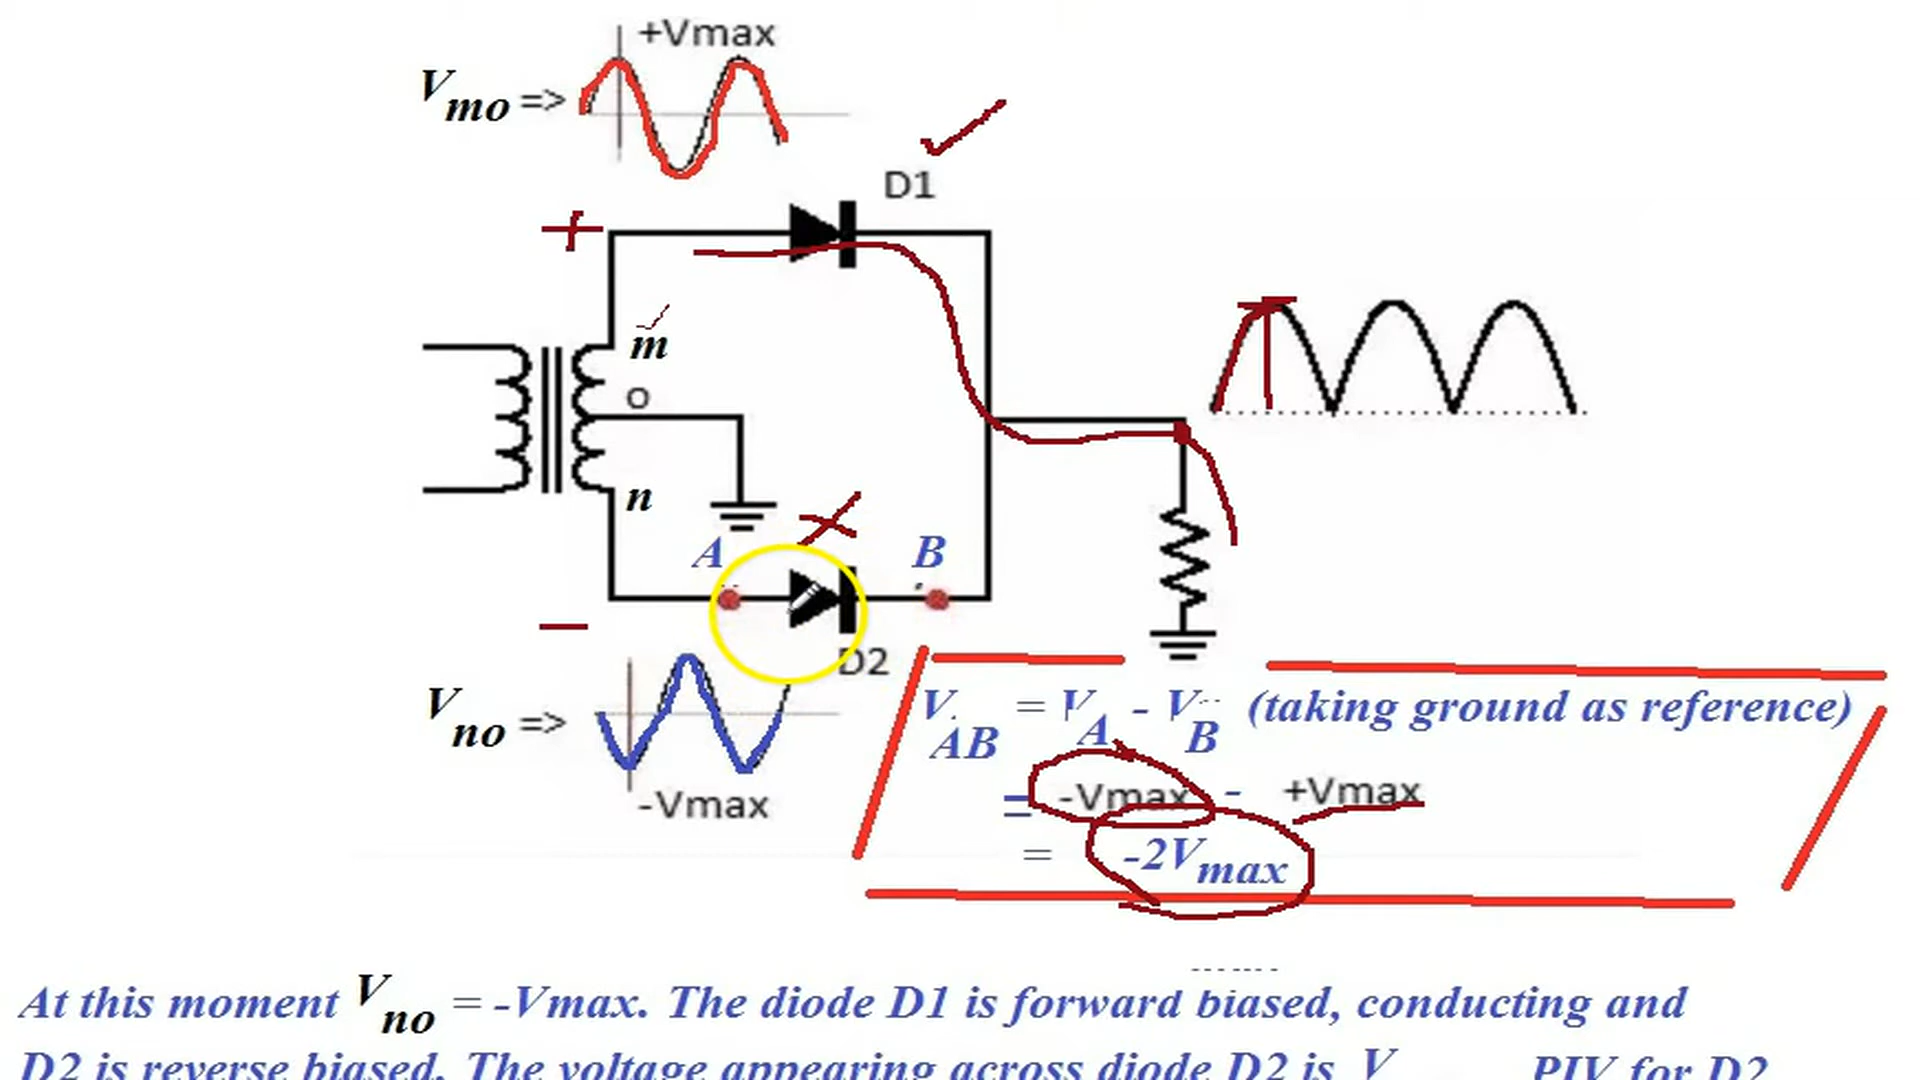 +Vmax
Vmo =>
D1
+
m
o
n
A B
−
D2
Vno =>
-Vmax
VAB = VA - VB (taking ground as reference)
= -Vmax - +Vmax
= -2Vmax
At this moment Vno = -Vmax. The diode D1 is forward biased, conducting and
D2 is reverse biased. The voltage appearing across diode D2 is V PIV for D2